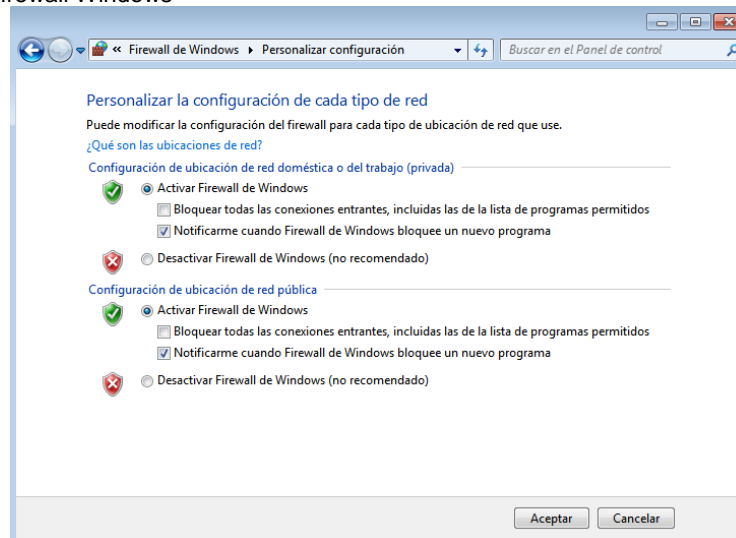 Firewall Windows
« Firewall de Windows ▸ Personalizar configuración
Buscar en el Panel de control
Personalizar la configuración de cada tipo de red
Puede modificar la configuración del firewall para cada tipo de ubicación de red que use.
¿Qué son las ubicaciones de red?
Configuración de ubicación de red doméstica o del trabajo (privada)
Activar Firewall de Windows
Bloquear todas las conexiones entrantes, incluidas las de la lista de programas permitidos
Notificarme cuando Firewall de Windows bloquee un nuevo programa
Desactivar Firewall de Windows (no recomendado)
Configuración de ubicación de red pública
Activar Firewall de Windows
Bloquear todas las conexiones entrantes, incluidas las de la lista de programas permitidos
Notificarme cuando Firewall de Windows bloquee un nuevo programa
Desactivar Firewall de Windows (no recomendado)
Aceptar Cancelar